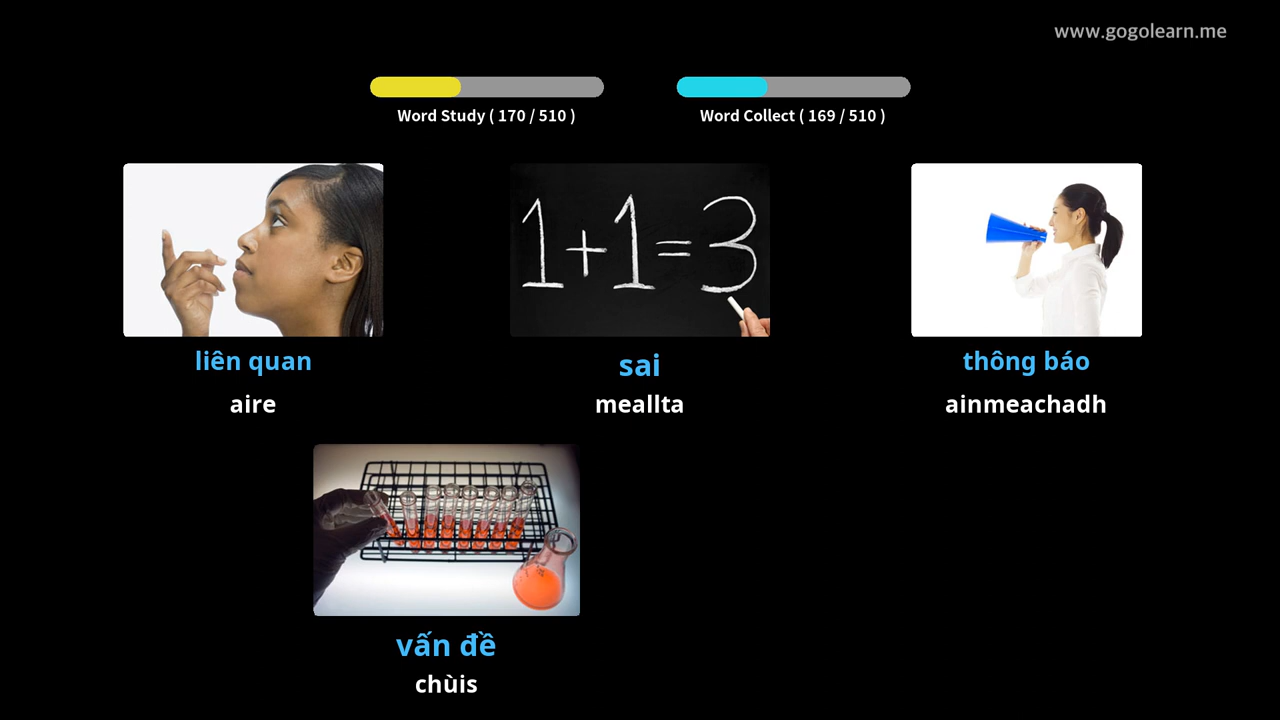 www.gogolearn.me
Word Study ( 170 / 510 )
Word Collect ( 169 / 510 )
1+1=3
liên quan
aire
sai
meallta
thông báo
ainmeachadh
vấn đề
chùis